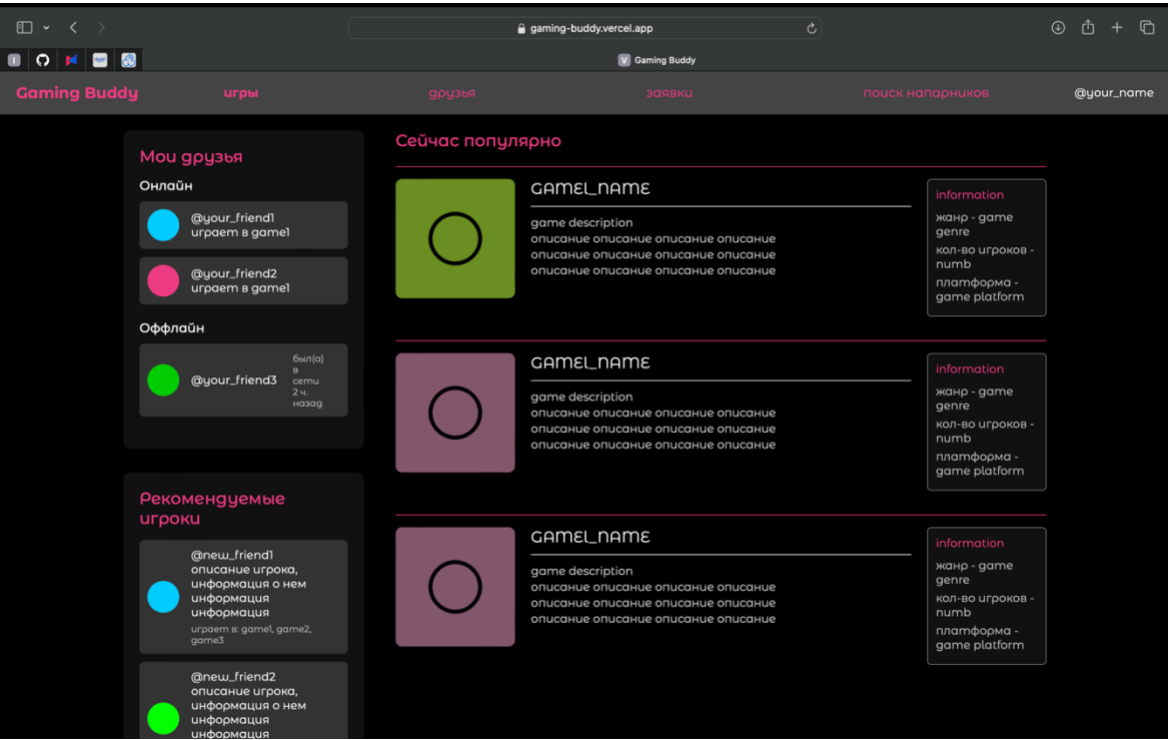 gaming-buddy.vercel.app
Gaming Buddy
Gaming Buddy
игры
друзья
заявки
поиск напарников
@your_name
Мои друзья
Онлайн
@your_friend1
играет в game1
@your_friend2
играет в game1
Оффлайн
@your_friend3
был(а)
в
сети
2 ч.
назад
Рекомендуемые
игроки
@new_friend1
описание игрока,
информация о нем
информация
информация
играет в: game1, game2,
game3
@new_friend2
описание игрока,
информация о нем
информация
информация
Сейчас популярно
GAME1_NAME
game description
описание описание описание описание
описание описание описание описание
описание описание описание описание
information
жанр - game
genre
кол-во игроков -
numb
платформа -
game platform
GAME1_NAME
game description
описание описание описание описание
описание описание описание описание
описание описание описание описание
information
жанр - game
genre
кол-во игроков -
numb
платформа -
game platform
GAME1_NAME
game description
описание описание описание описание
описание описание описание описание
описание описание описание описание
information
жанр - game
genre
кол-во игроков -
numb
платформа -
game platform